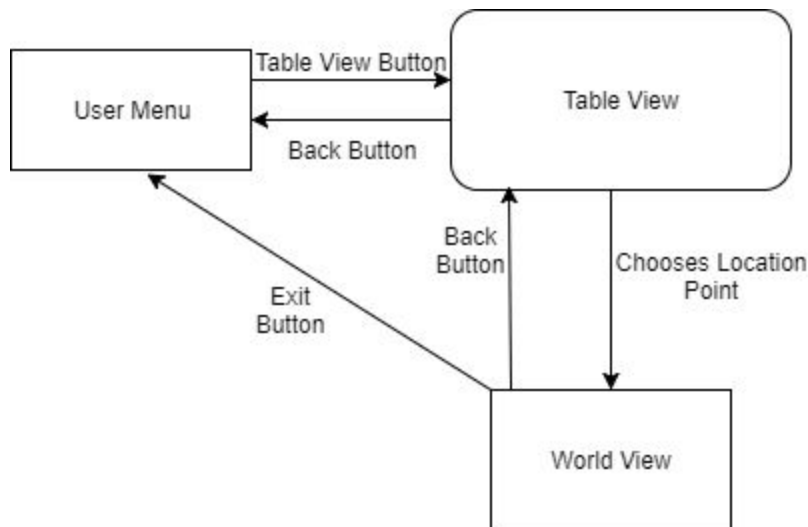 Table View Button
User Menu
Table View
Back Button
Back
Button
Chooses Location
Point
Exit
Button
World View